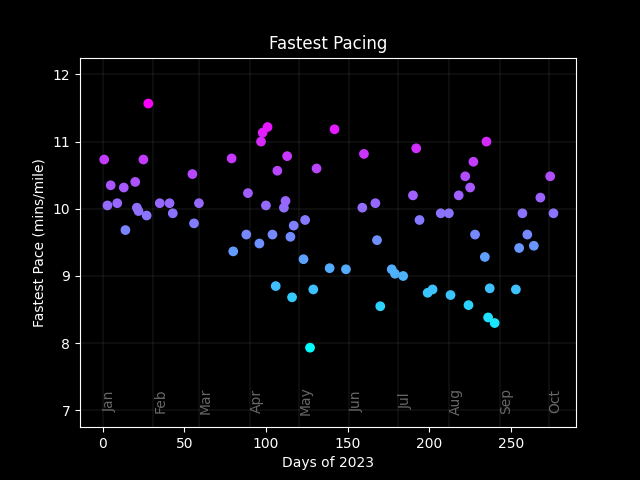 Fastest Pacing
Fastest Pace (mins/mile)
12
11
10
9
8
7
Jan
Feb
Mar
Apr
May
Jun
Jul
Aug
Sep
Oct
0
50
100
150
200
250
Days of 2023